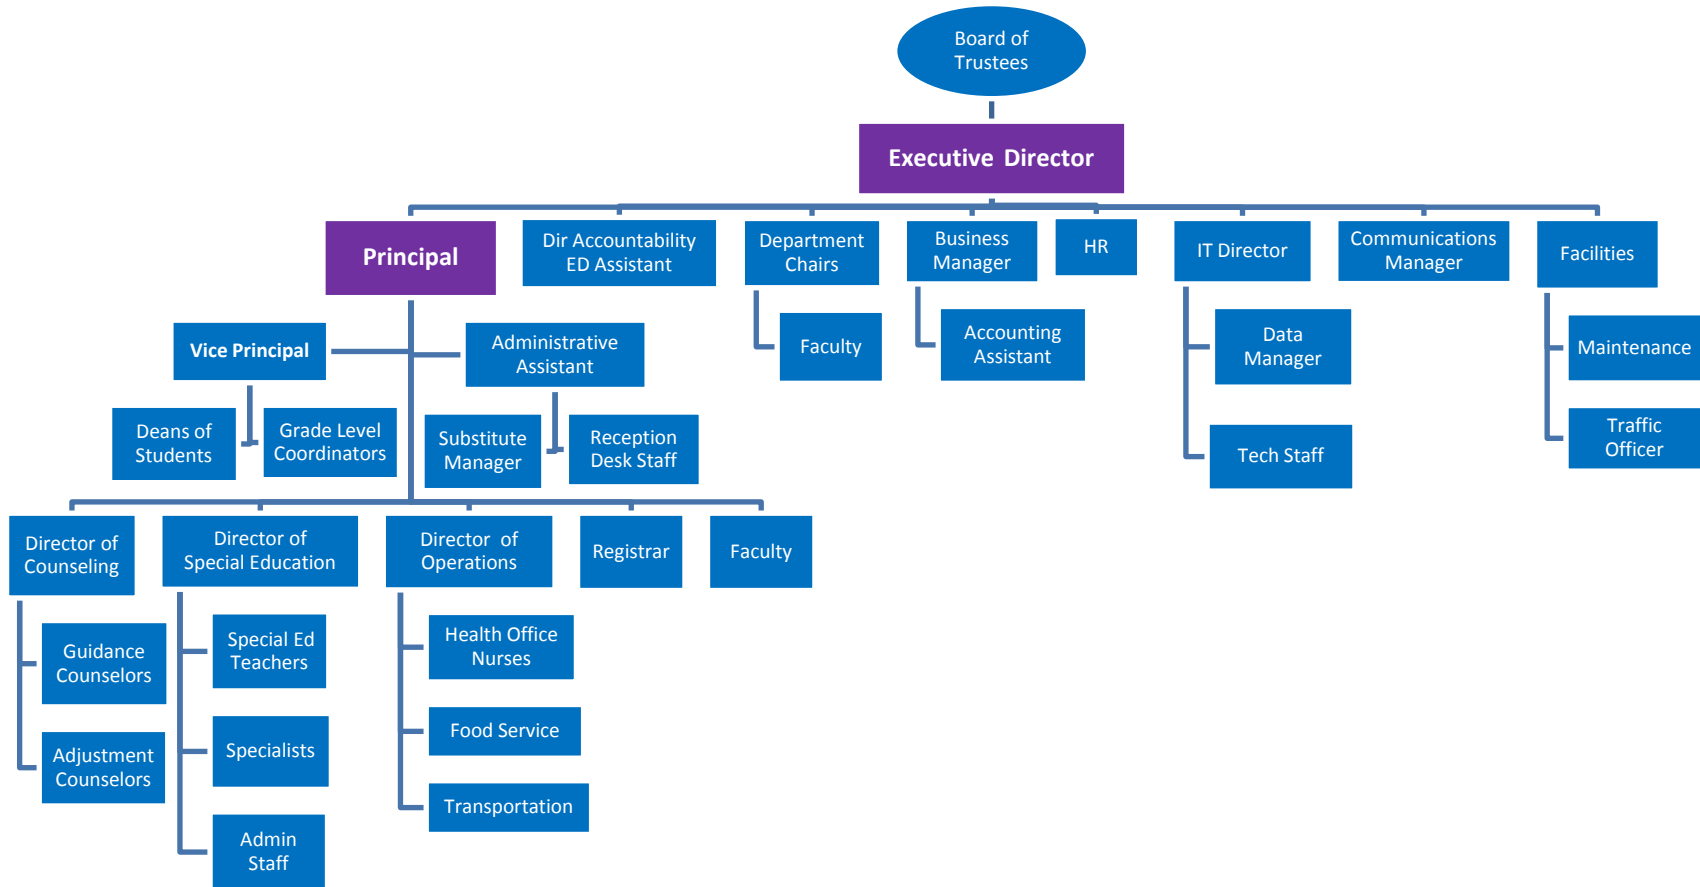 Board of
Trustees
Executive Director
Principal
Dir Accountability
ED Assistant
Department
Chairs
Business
Manager
HR
IT Director
Communications
Manager
Facilities
Vice Principal
Administrative
Assistant
Faculty
Accounting
Assistant
Data
Manager
Maintenance
Deans of
Students
Grade Level
Coordinators
Substitute
Manager
Reception
Desk Staff
Tech Staff
Traffic
Officer
Director of
Counseling
Director of
Special Education
Director of
Operations
Registrar
Faculty
Guidance
Counselors
Special Ed
Teachers
Health Office
Nurses
Adjustment
Counselors
Specialists
Food Service
Transportation
Admin
Staff